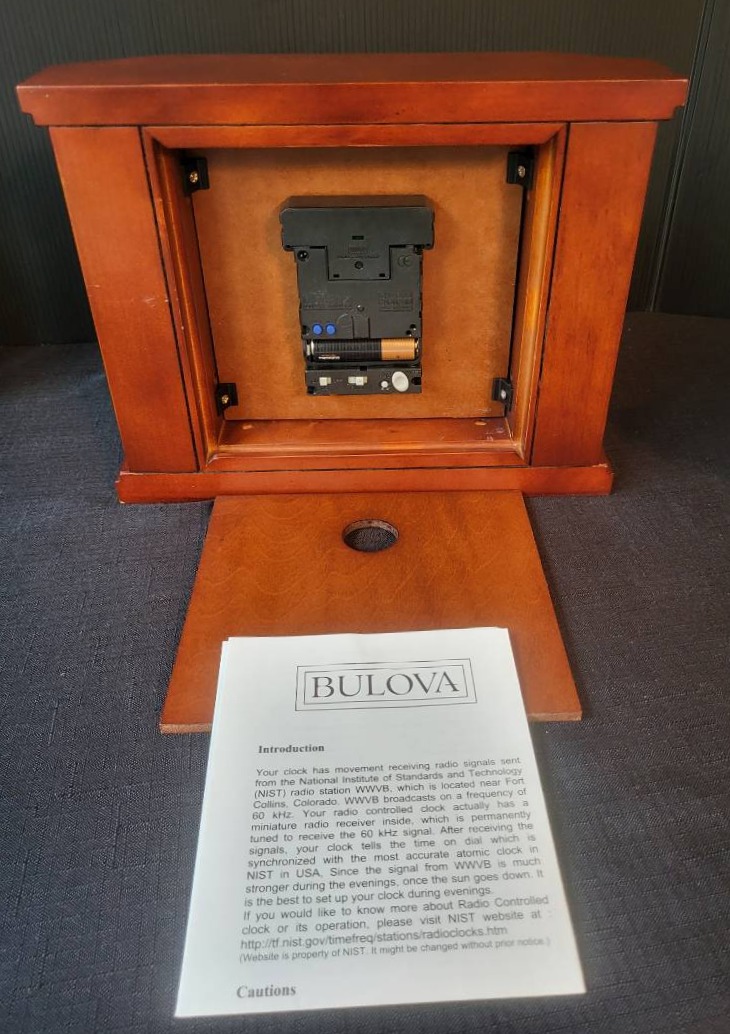 BULOVA
Introduction
Your clock has movement receiving radio signals sent
from the National Institute of Standards and Technology
(NIST) radio station WWVB, which is located near Fort
Collins, Colorado. WWVB broadcasts on a frequency of
60 kHz. Your radio controlled clock actually has a
miniature radio receiver inside, which is permanently
tuned to receive the 60 kHz signal. After receiving the
signals, your clock tells the time on dial which is
synchronized with the most accurate atomic clock in
NIST in USA. Since the signal from WWVB is much
stronger during the evenings, once the sun goes down. It
is the best to set up your clock during evenings.
If you would like to know more about Radio Controlled
clock or its operation, please visit NIST website at :
http://tf.nist.gov/timefreq/stations/radioclocks.htm
(Website is property of NIST. It might be changed without prior notice.)
Cautions